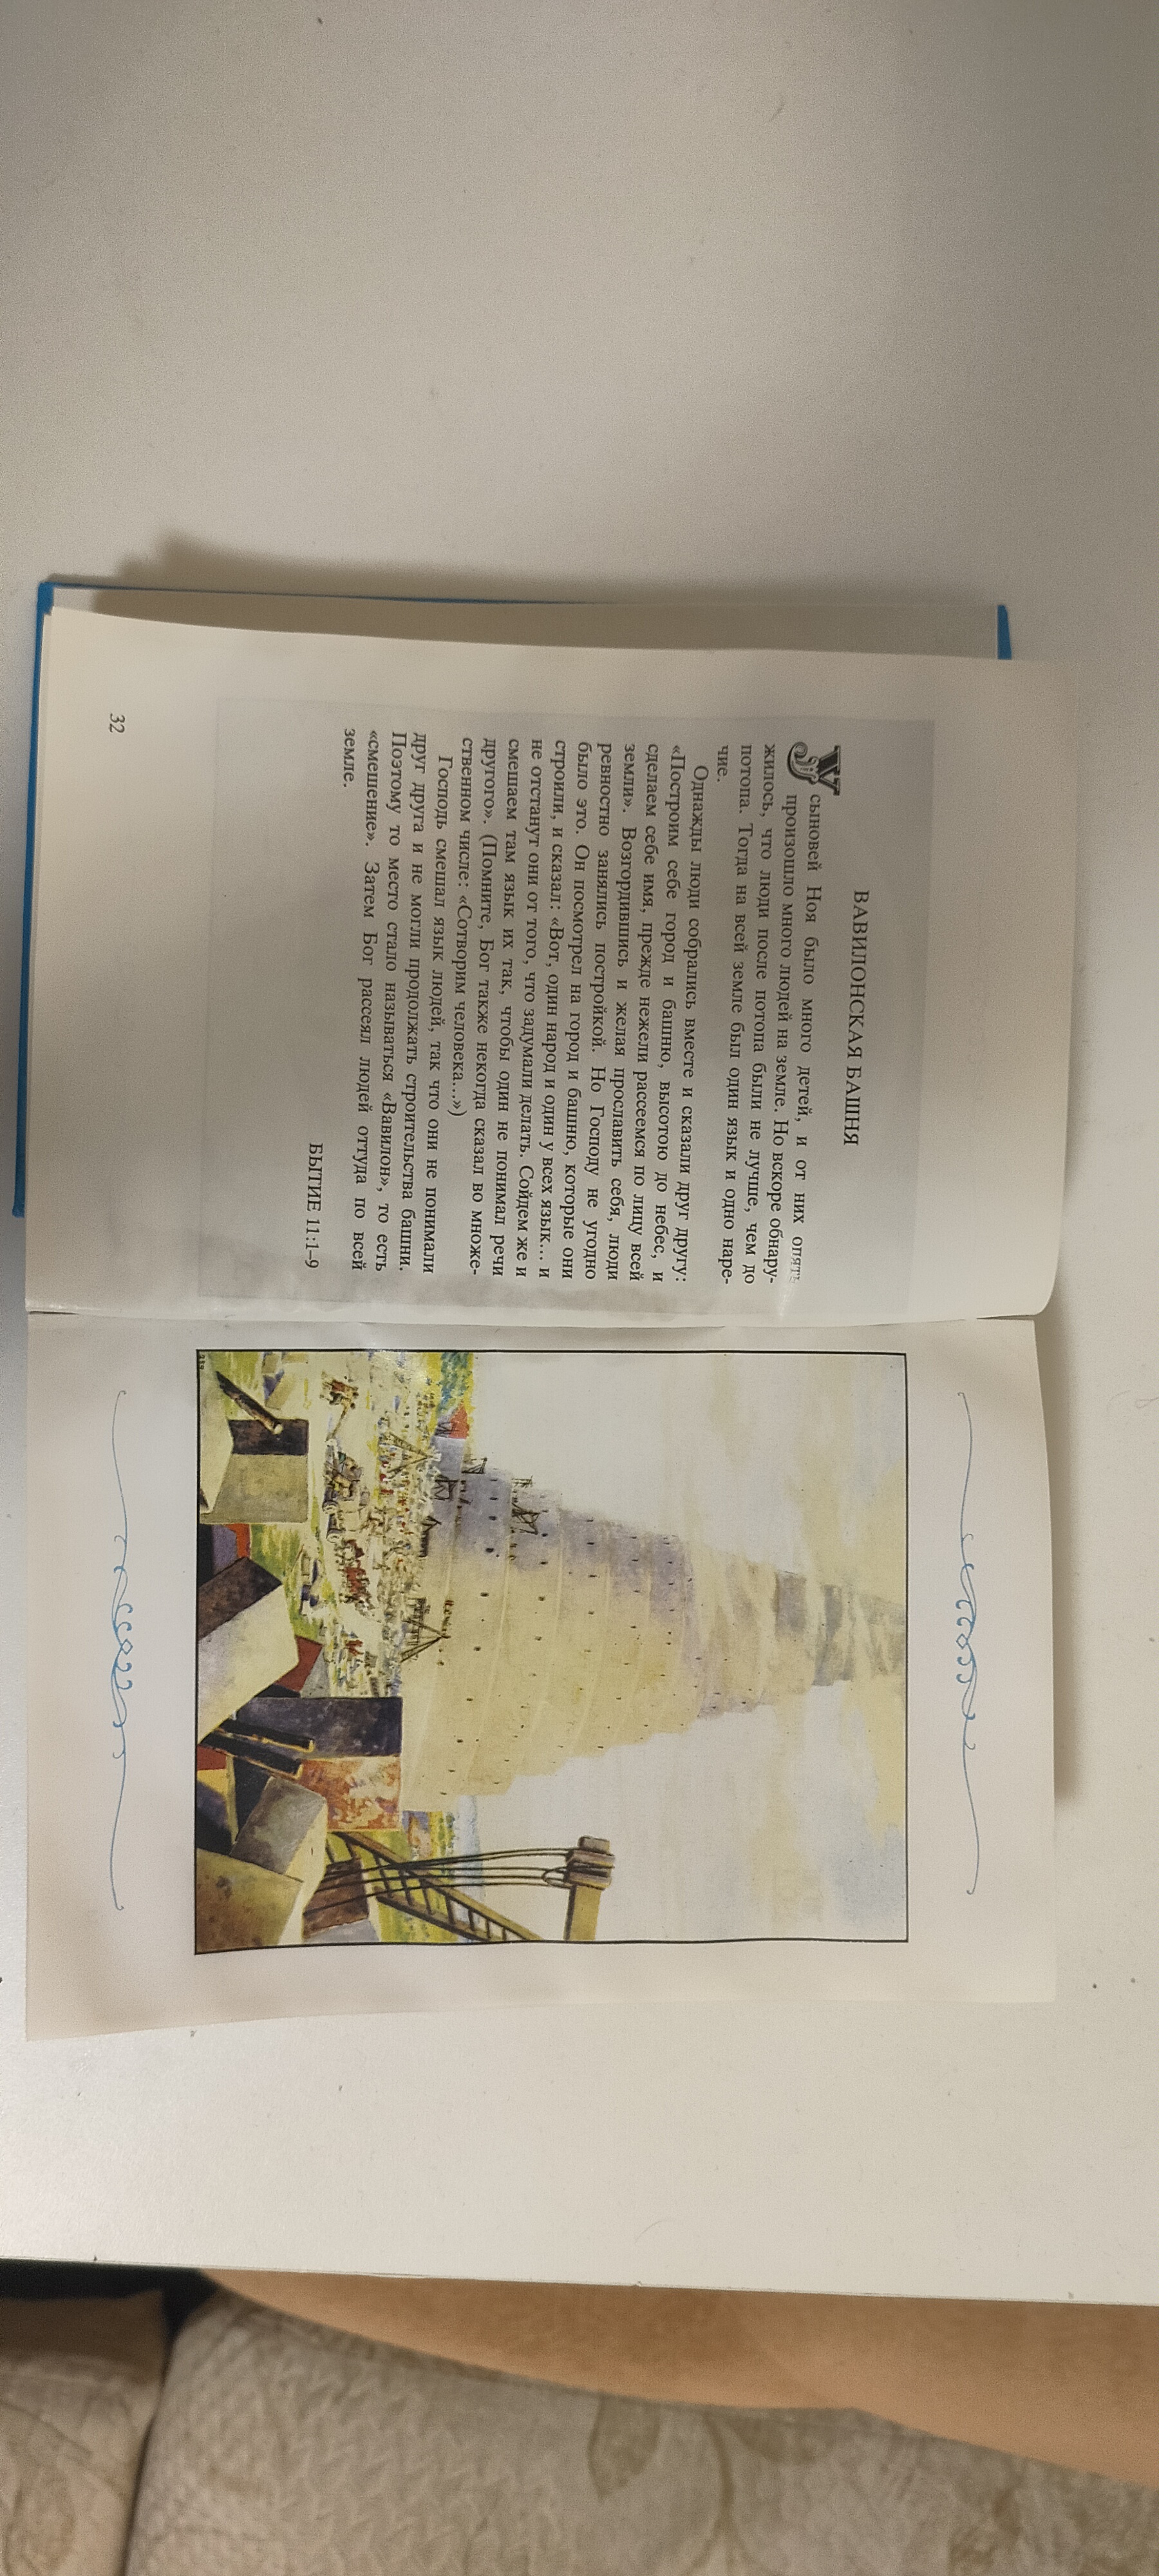 ВАВИЛОНСКАЯ БАШНЯ
У сыновей Ноя было много детей, и от них опять
произошло много людей на земле. Но вскоре обнару-
жилось, что люди после потопа были не лучше, чем до
потопа. Тогда на всей земле был один язык и одно наре-
чие.
Однажды люди собрались вместе и сказали друг другу:
«Построим себе город и башню, высотою до небес, и
сделаем себе имя, прежде нежели рассеемся по лицу всей
земли». Возгордившись и желая прославить себя, люди
ревностно занялись постройкой. Но Господу не угодно
было это. Он посмотрел на город и башню, которые они
строили, и сказал: «Вот, один народ и один у всех язык... и
не отстанут они от того, что задумали делать. Сойдем же и
смешаем там язык их так, чтобы один не понимал речи
другого». (Помните, Бог также некогда сказал во множе-
ственном числе: «Сотворим человека...»)
Господь смешал язык людей, так что они не понимали
друг друга и не могли продолжать строительства башни.
Поэтому то место стало называться «Вавилон», то есть
«смешение». Затем Бог рассеял людей оттуда по всей
земле.
БЫТИЕ 11:1–9
32